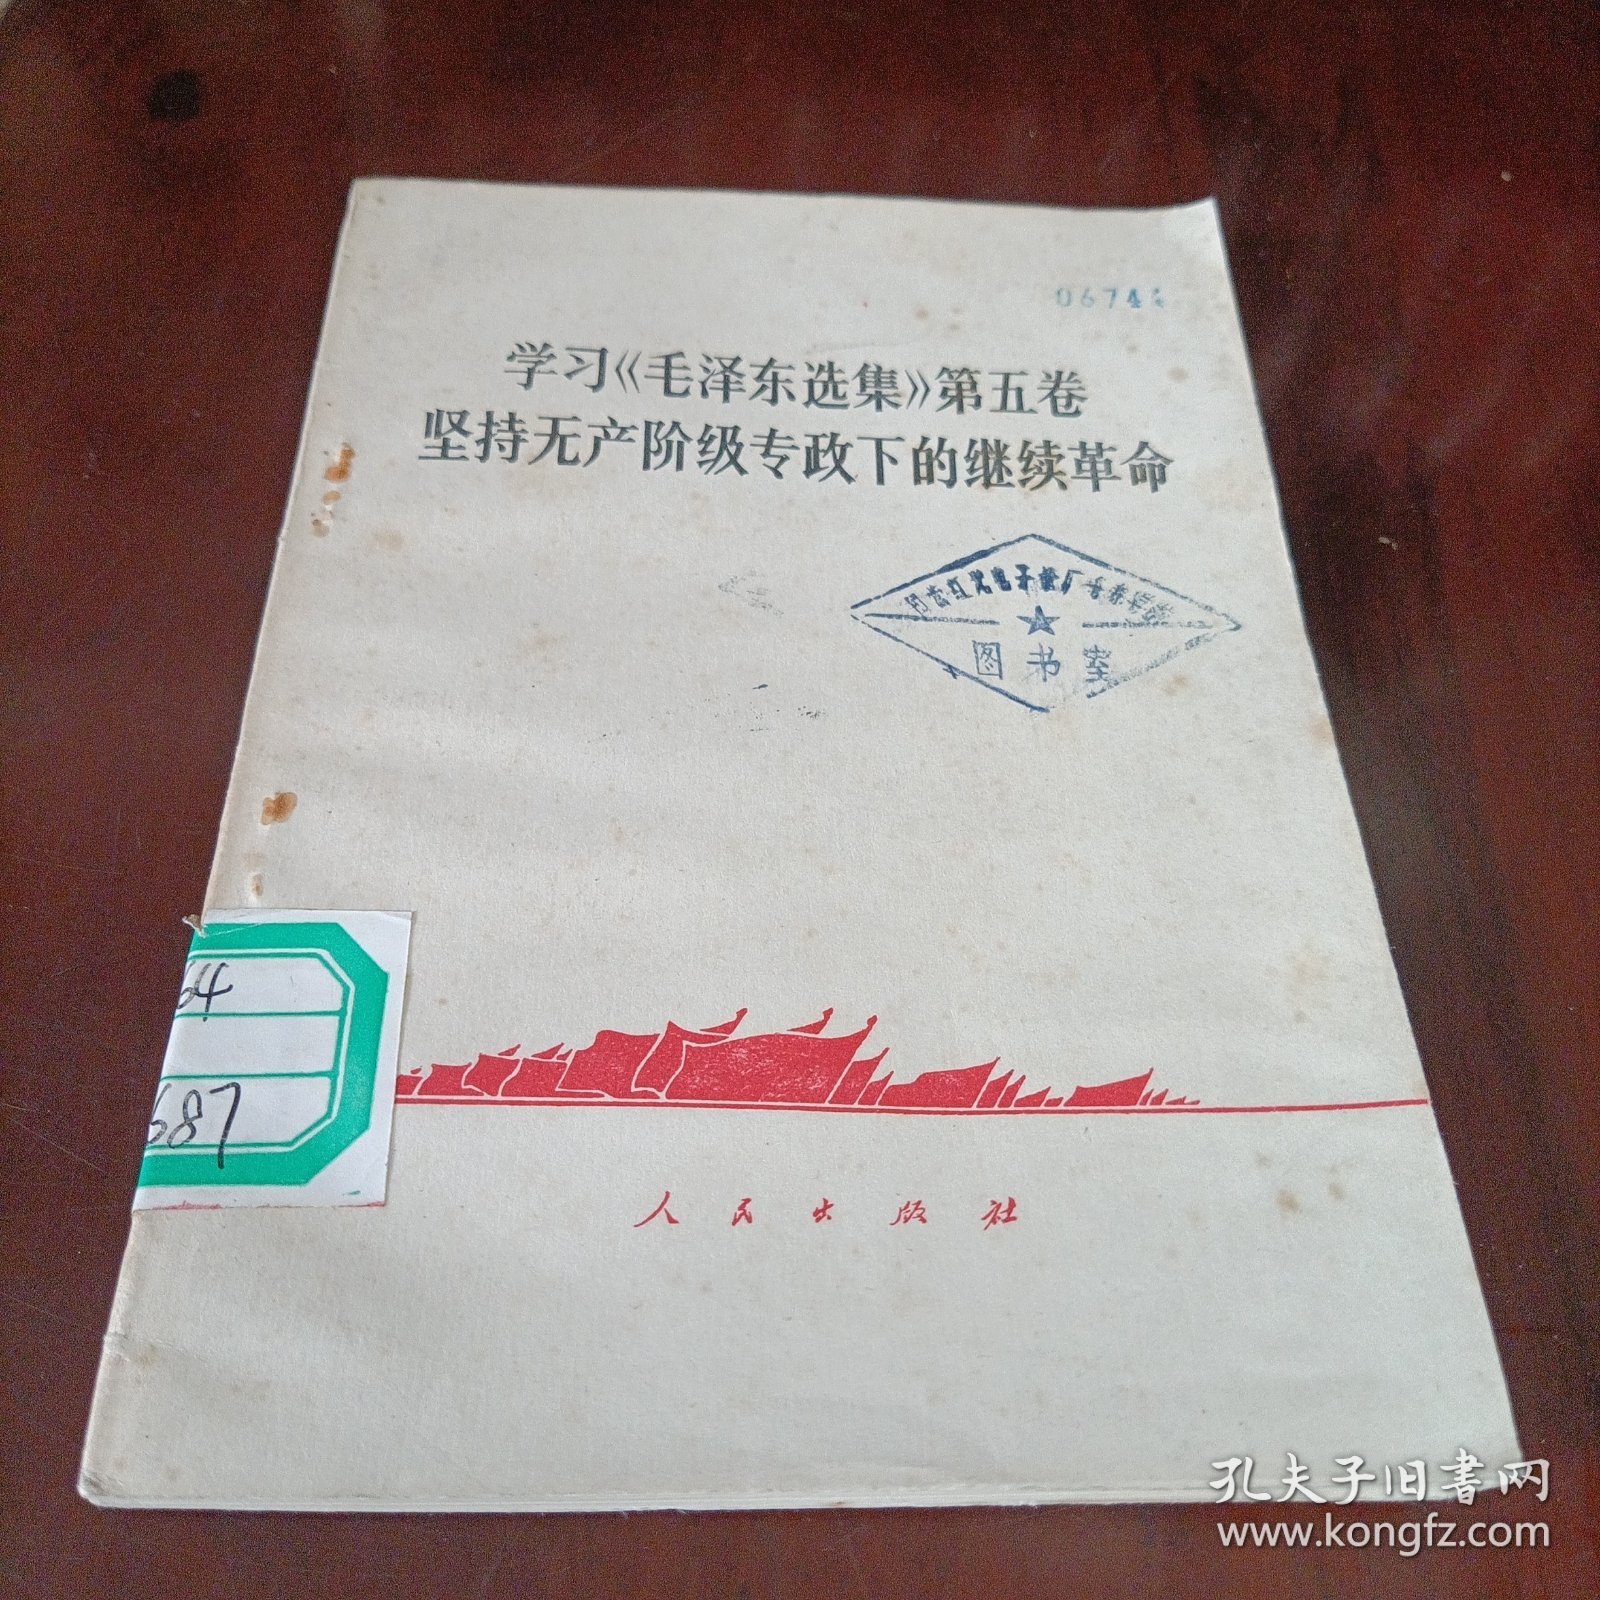 0674
学习《毛泽东选集》第五卷
坚持无产阶级专政下的继续革命
图书室
64
687
人民出版社
孔夫子旧书网
www.kongfz.com